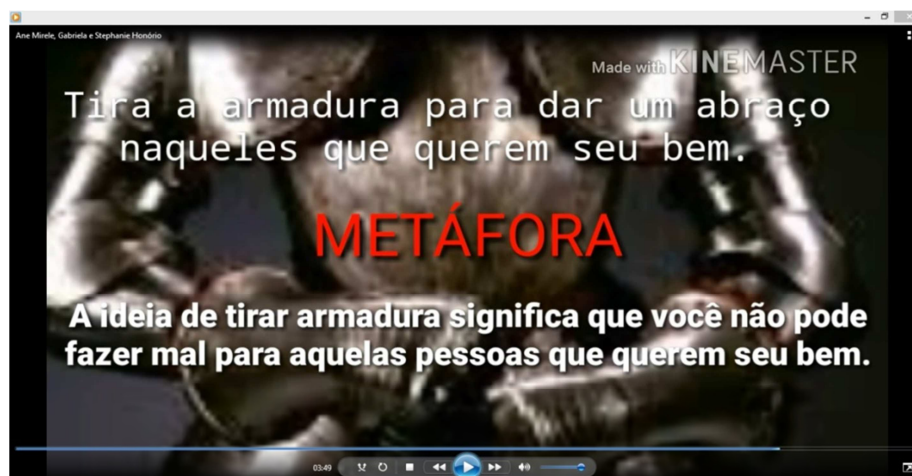 Ane Mirele, Gabriela e Stephanie Honório
Made with KINEMASTER
Tira a armadura para dar um abraço
naqueles que querem seu bem.
METÁFORA
A ideia de tirar armadura significa que você não pode
fazer mal para aquelas pessoas que querem seu bem.
03:49